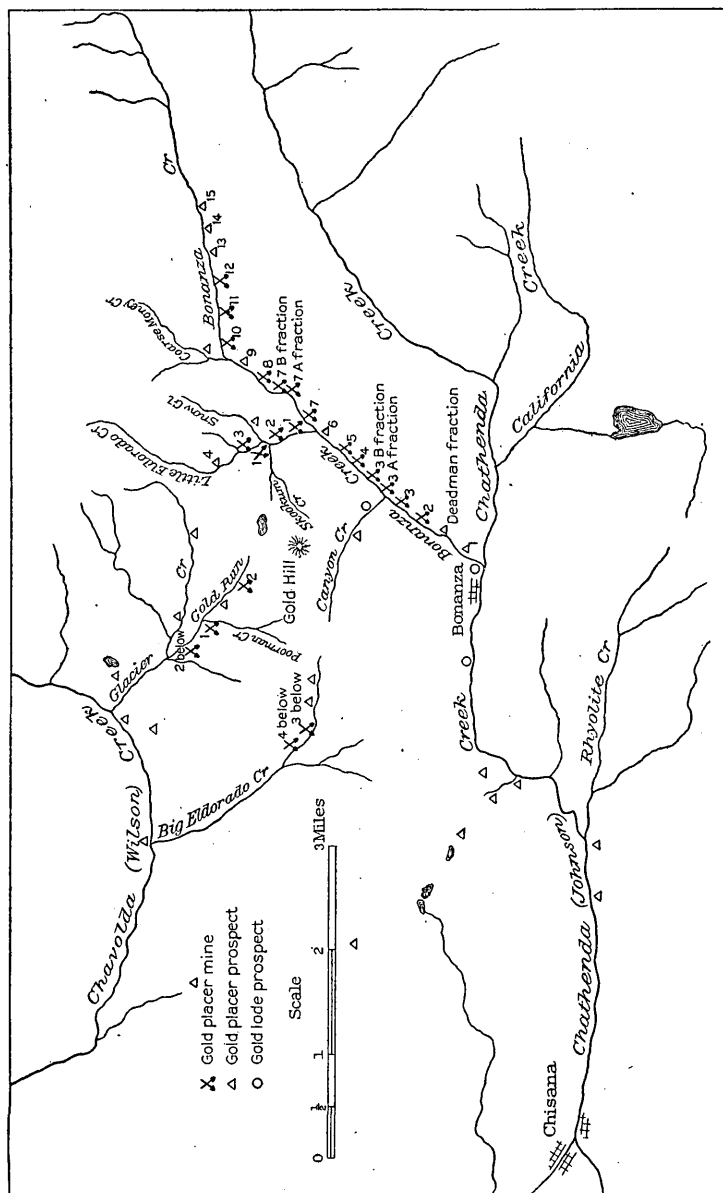 Chavolda (Wilson) Creek
Big Eldorado Cr
4 below
3 below
Glacier Cr
2 below
1
Gold Run
2
Poorman Cr
Gold Hill
Little Eldorado Cr
4
3
Snow Gl
1
2
1
Skookum Cr
Canyon Cr
Coarse Money Cr
Bonanza Cr
15
14
13
12
11
10
9
8
7 B fraction
7 A fraction
7
6
5
4
3 B fraction
3 A fraction
3
2
Deadman fraction
Bonanza Creek
Bonanza
Chathenda Creek
California Creek
Rhyolite Cr
Chathenda (Johnson) Creek
Chisana
Gold placer mine
Gold placer prospect
Gold lode prospect
Scale
0 ½ 1 2 3 Miles